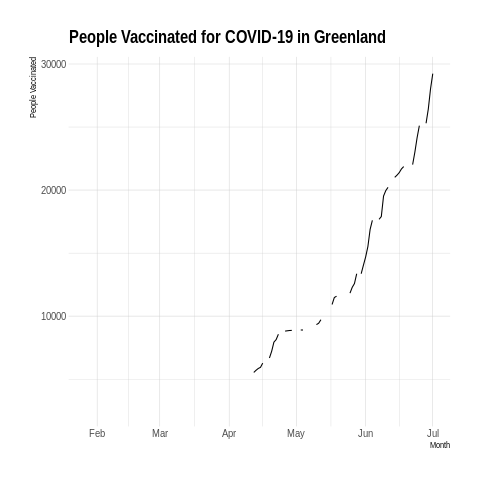 People Vaccinated for COVID-19 in Greenland
People Vaccinated
30000
20000
10000
Feb Mar Apr May Jun Jul
Month